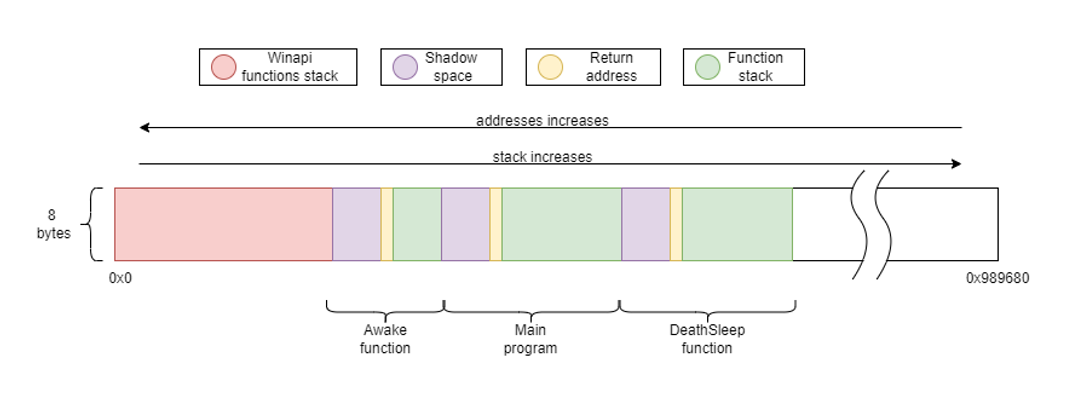 Winapi
functions stack
Shadow
space
Return
address
Function
stack
addresses increases
stack increases
8
bytes
0x0
0x989680
Awake
function
Main
program
DeathSleep
function